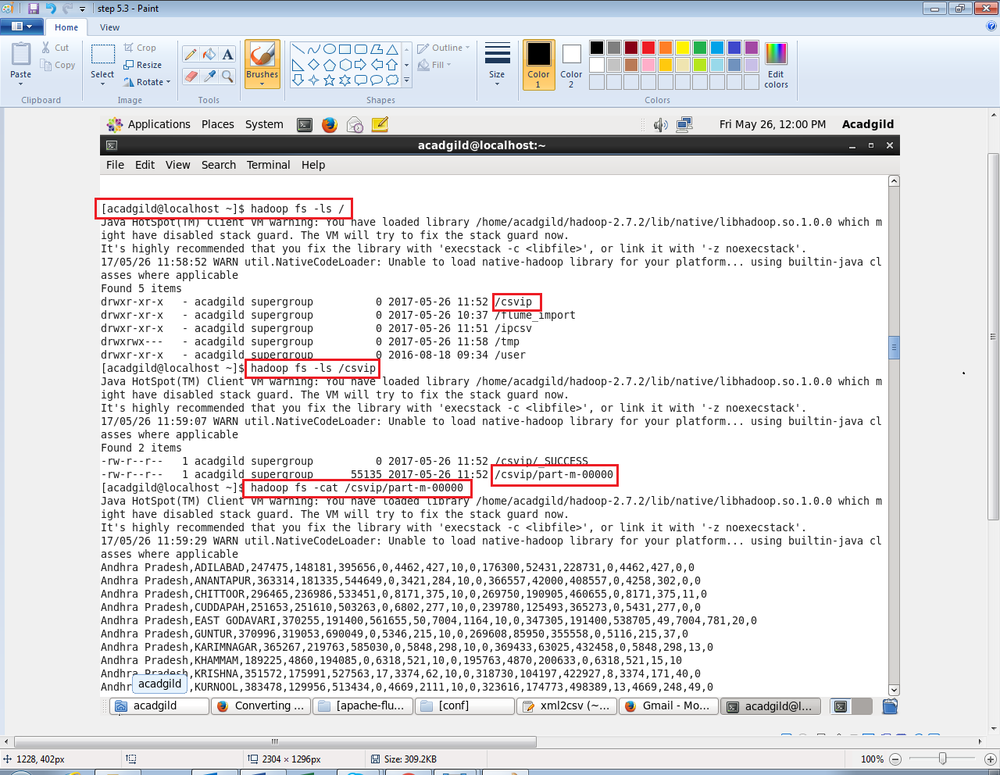 step 5.3 - Paint
Home View
Paste
Cut
Copy
Clipboard
Select
Crop
Resize
Rotate
Image
A
Tools
Brushes
Outline
Fill
Shapes
Size
Color 1
Color 2
Edit colors
Colors
Applications Places System Fri May 26, 12:00 PM Acadgild
acadgild@localhost:~
File Edit View Search Terminal Help
[acadgild@localhost ~]$ hadoop fs -ls /
Java HotSpot(TM) Client VM warning: You have loaded library /home/acadgild/hadoop-2.7.2/lib/native/libhadoop.so.1.0.0 which m
ight have disabled stack guard. The VM will try to fix the stack guard now.
It's highly recommended that you fix the library with 'execstack -c <libfile>', or link it with '-z noexecstack'.
17/05/26 11:58:52 WARN util.NativeCodeLoader: Unable to load native-hadoop library for your platform... using builtin-java cl
asses where applicable
Found 5 items
drwxr-xr-x   - acadgild supergroup          0 2017-05-26 11:52 /csvip
drwxr-xr-x   - acadgild supergroup          0 2017-05-26 10:37 /flume_import
drwxr-xr-x   - acadgild supergroup          0 2017-05-26 11:51 /ipcsv
drwxrwx---   - acadgild supergroup          0 2017-05-26 11:58 /tmp
drwxr-xr-x   - acadgild supergroup          0 2016-08-18 09:34 /user
[acadgild@localhost ~]$ hadoop fs -ls /csvip
Java HotSpot(TM) Client VM warning: You have loaded library /home/acadgild/hadoop-2.7.2/lib/native/libhadoop.so.1.0.0 which m
ight have disabled stack guard. The VM will try to fix the stack guard now.
It's highly recommended that you fix the library with 'execstack -c <libfile>', or link it with '-z noexecstack'.
17/05/26 11:59:07 WARN util.NativeCodeLoader: Unable to load native-hadoop library for your platform... using builtin-java cl
asses where applicable
Found 2 items
-rw-r--r--   1 acadgild supergroup          0 2017-05-26 11:52 /csvip/_SUCCESS
-rw-r--r--   1 acadgild supergroup      55135 2017-05-26 11:52 /csvip/part-m-00000
[acadgild@localhost ~]$ hadoop fs -cat /csvip/part-m-00000
Java HotSpot(TM) Client VM warning: You have loaded library /home/acadgild/hadoop-2.7.2/lib/native/libhadoop.so.1.0.0 which m
ight have disabled stack guard. The VM will try to fix the stack guard now.
It's highly recommended that you fix the library with 'execstack -c <libfile>', or link it with '-z noexecstack'.
17/05/26 11:59:29 WARN util.NativeCodeLoader: Unable to load native-hadoop library for your platform... using builtin-java cl
asses where applicable
Andhra Pradesh,ADILABAD,247475,148181,395656,0,4462,427,10,0,176300,52431,228731,0,4462,427,0,0
Andhra Pradesh,ANANTAPUR,363314,181335,544649,0,3421,284,10,0,366557,42000,408557,0,4258,302,0,0
Andhra Pradesh,CHITTOOR,296465,236986,533451,0,8171,375,10,0,269750,190905,460655,0,8171,375,11,0
Andhra Pradesh,CUDDAPAH,251653,251610,503263,0,6802,277,10,0,239780,125493,365273,0,5431,277,0,0
Andhra Pradesh,EAST GODAVARI,370255,191400,561655,50,7004,1164,10,0,347305,191400,538705,49,7004,781,20,0
Andhra Pradesh,GUNTUR,370996,319053,690049,0,5346,215,10,0,269608,85950,355558,0,5116,215,37,0
Andhra Pradesh,KARIMNAGAR,365267,219763,585030,0,5848,298,10,0,369433,63025,432458,0,5848,298,13,0
Andhra Pradesh,KHAMMAM,189225,4860,194085,0,6318,521,10,0,195763,4870,200633,0,6318,521,15,10
Andhra Pradesh,KRISHNA,351572,175991,527563,17,3374,62,10,0,318730,104197,422927,8,3374,171,40,0
Andhr ,KURNOOL,383478,129956,513434,0,4669,2111,10,0,323616,174773,498389,13,4669,248,49,0
acadgild
acadgild Converting ... [apache-flu... [conf] xml2csv (~... Gmail - Mo... acadgild@l...
1228, 402px 2304 × 1296px Size: 309.2KB 100%